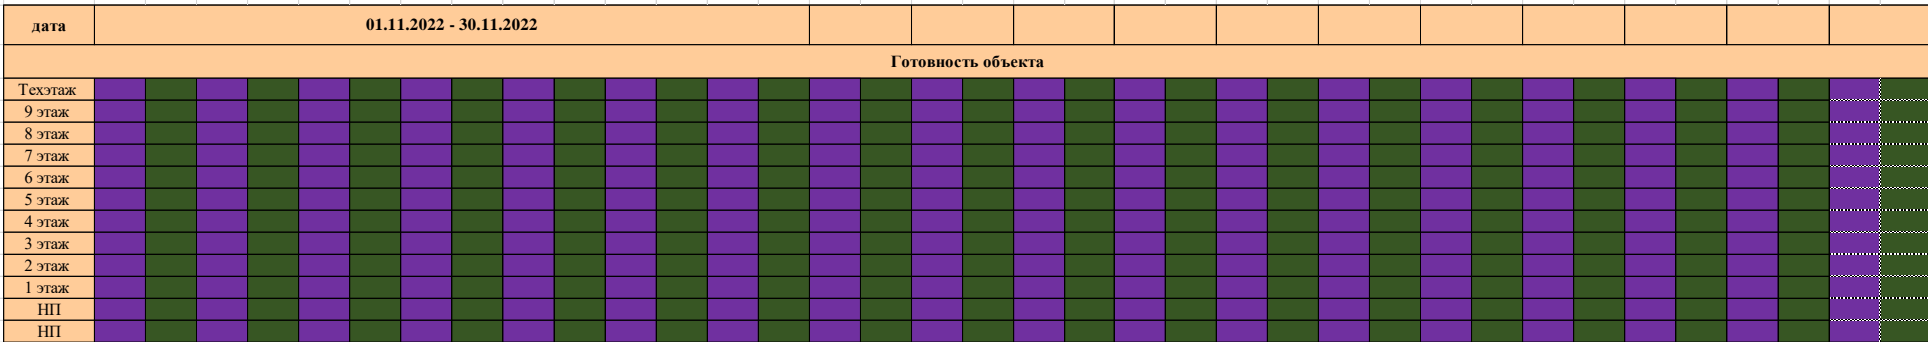 дата
01.11.2022 - 30.11.2022
Готовность объекта
Техэтаж
9 этаж
8 этаж
7 этаж
6 этаж
5 этаж
4 этаж
3 этаж
2 этаж
1 этаж
НП
НП